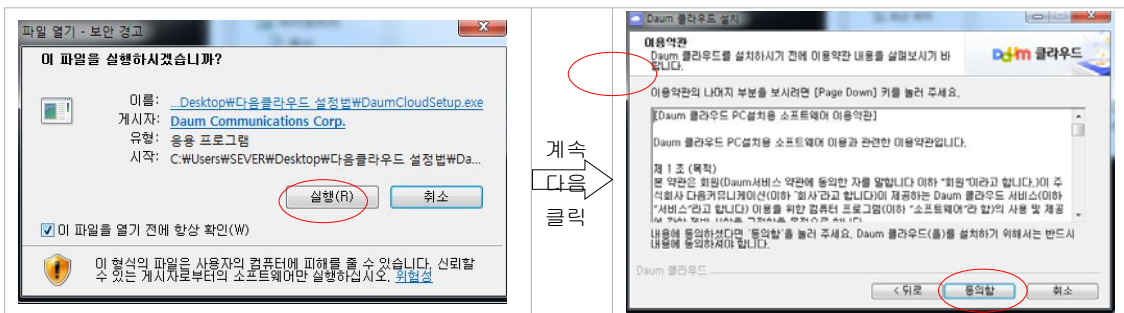 파일 열기 - 보안 경고
이 파일을 실행하시겠습니까?
이름: ...Desktop₩다음클라우드 설정법₩DaumCloudSetup.exe
게시자: Daum Communications Corp.
유형: 응용 프로그램
시작: C:₩Users₩SEVER₩Desktop₩다음클라우드 설정법₩Da...
실행(R) 취소
이 파일을 열기 전에 항상 확인(W)
이 형식의 파일은 사용자의 컴퓨터에 피해를 줄 수 있습니다. 신뢰할
수 있는 게시자로부터의 소프트웨어만 실행하십시오. 위험성
계속
다음
클릭
Daum 클라우드 설치
이용약관
Daum 클라우드를 설치하시기 전에 이용약관 내용을 살펴보시기 바
랍니다.
Daum 클라우드
이용약관의 나머지 부분을 보시려면 [Page Down] 키를 눌러 주세요.
[Daum 클라우드 PC설치용 소프트웨어 이용약관]
Daum 클라우드 PC설치용 소프트웨어 이용과 관련한 이용약관입니다.
제 1 조 (목적)
본 약관은 회원(Daum서비스 약관에 동의한 자를 말합니다 이하 "회원"이라고 합니다.)이 주
식회사 다음커뮤니케이션(이하 '회사'라고 합니다)이 제공하는 Daum 클라우드 서비스(이하
"서비스"라고 합니다) 이용을 위한 컴퓨터 프로그램(이하 "소프트웨어"라 함)의 사용 및 제공
내용에 동의하셨다면 '동의함'을 눌러 주세요. Daum 클라우드(을)를 설치하기 위해서는 반드시
내용에 동의하셔야 합니다.
Daum 클라우드
< 뒤로 동의함 취소